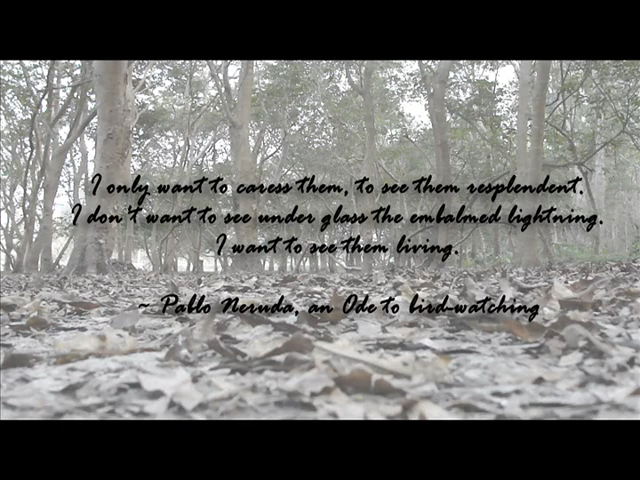 I only want to caress them, to see them resplendent.
I don't want to see under glass the embalmed lightning.
I want to see them living.
~ Pablo Neruda, an Ode to bird-watching